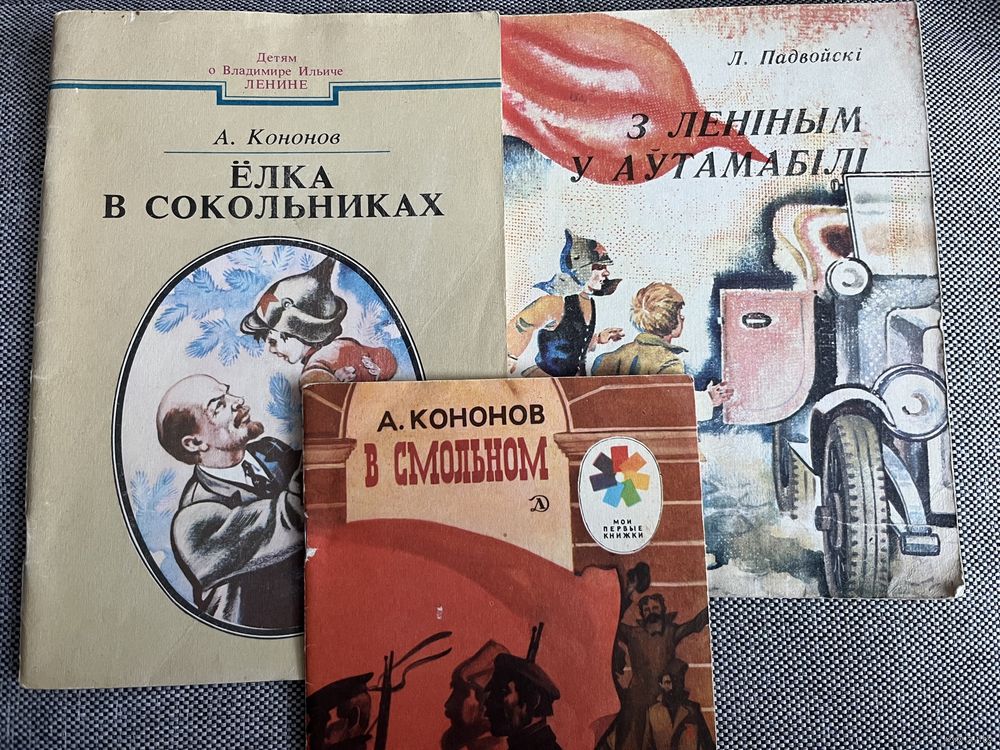 Детям
о Владимире Ильиче
ЛЕНИНЕ
А. Кононов
ЁЛКА
В СОКОЛЬНИКАХ
Л. Падвойскі
З ЛЕНІНЫМ
У АЎТАМАБІЛІ
А. КОНОНОВ
В СМОЛЬНОМ
Д
МОИ
ПЕРВЫЕ
КНИЖКИ